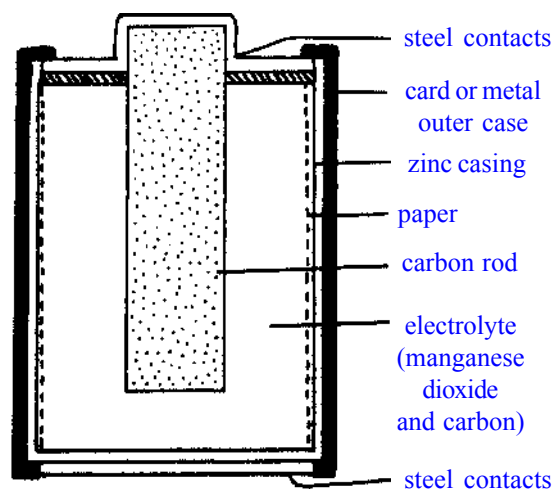 steel contacts
card or metal
outer case
zinc casing
paper
carbon rod
electrolyte
(manganese
dioxide
and carbon)
steel contacts